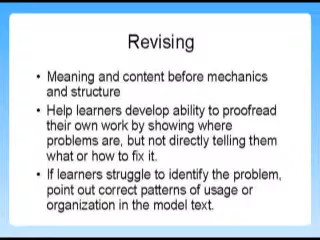 Revising
• Meaning and content before mechanics
and structure
• Help learners develop ability to proofread
their own work by showing where
problems are, but not directly telling them
what or how to fix it.
• If learners struggle to identify the problem,
point out correct patterns of usage or
organization in the model text.